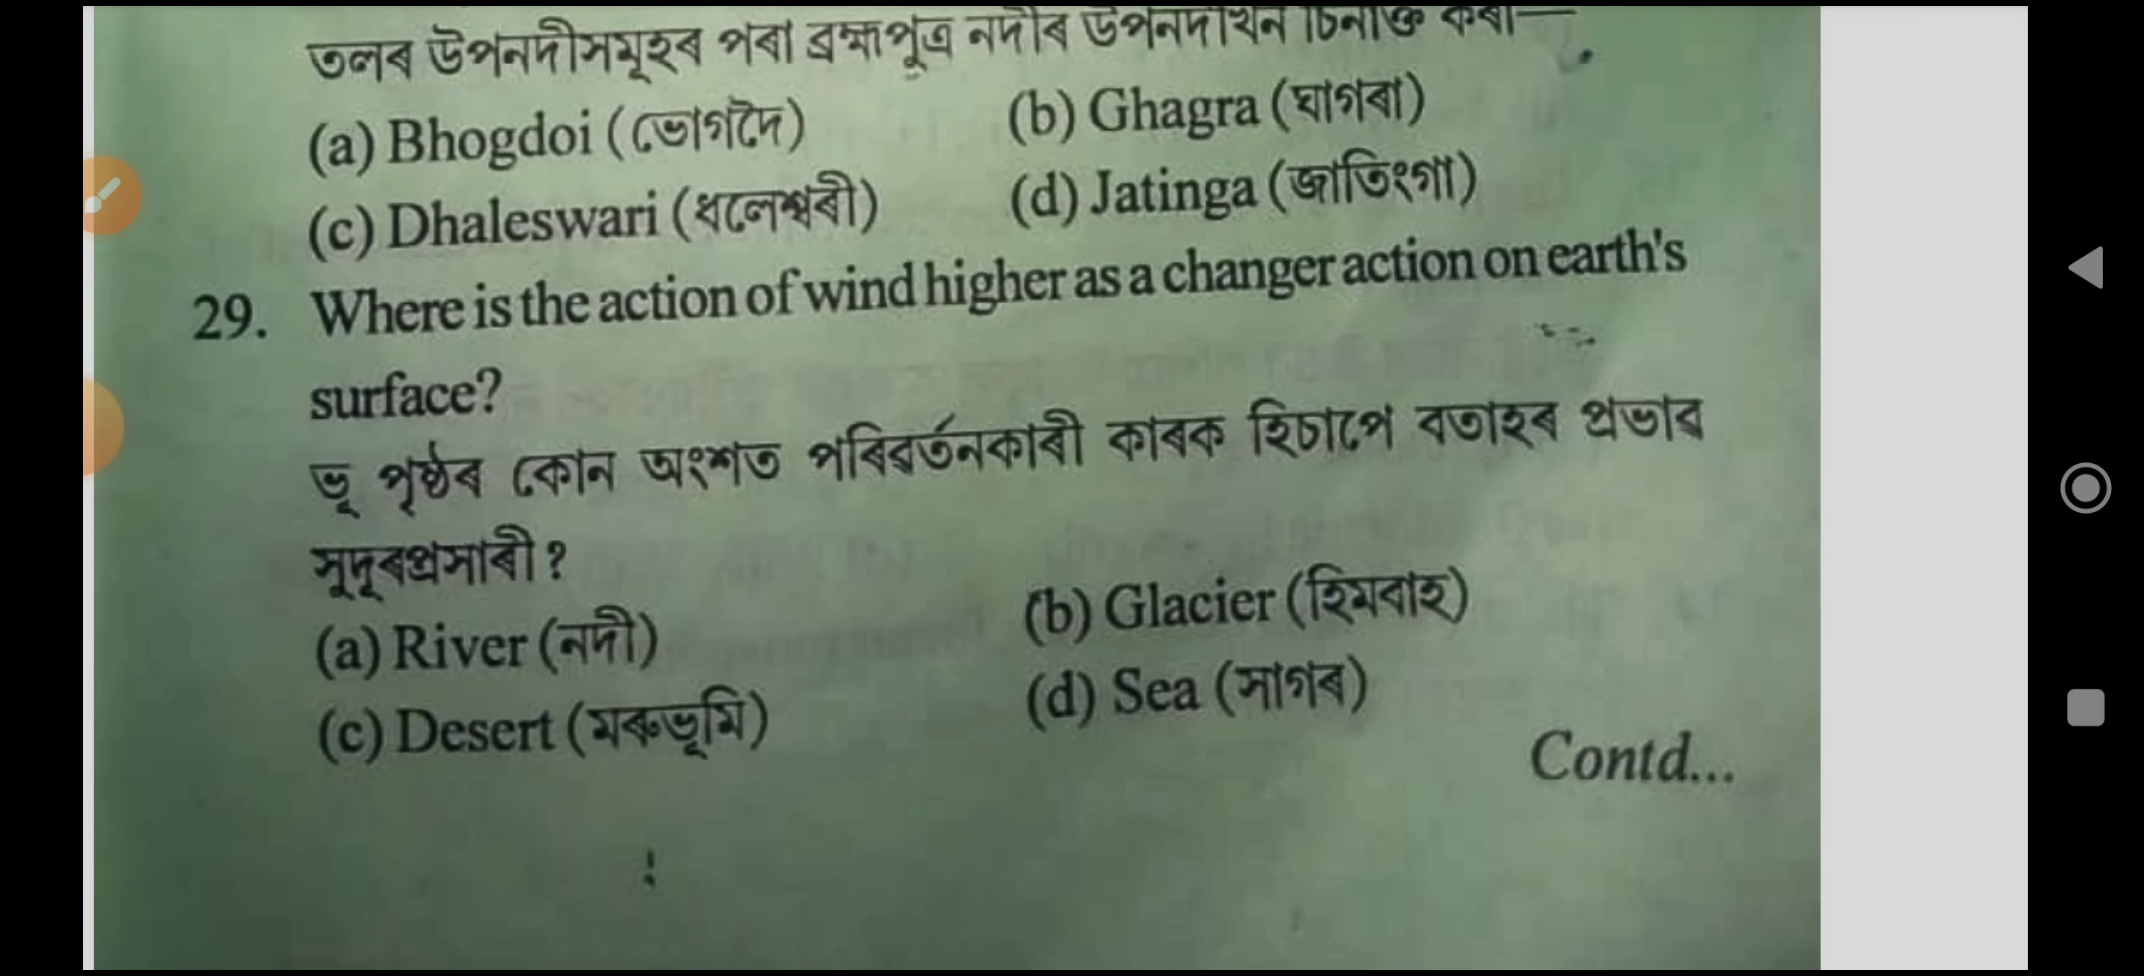 তলৰ উপনদীসমূহৰ পৰা ব্ৰহ্মপুত্ৰ নদীৰ উপনদীখন চিনাক্ত কৰা—
(a) Bhogdoi (ভোগদৈ)
(b) Ghagra (ঘাগৰা)
(c) Dhaleswari (ধলেশ্বৰী)
(d) Jatinga (জাতিংগা)
29. Where is the action of wind higher as a changer action on earth's
surface?
ভূ পৃষ্ঠৰ কোন অংশত পৰিৱৰ্তনকাৰী কাৰক হিচাপে বতাহৰ প্ৰভাৱ
সুদূৰপ্ৰসাৰী?
(a) River (নদী)
(b) Glacier (হিমবাহ)
(c) Desert (মৰুভূমি)
(d) Sea (সাগৰ)
Contd...